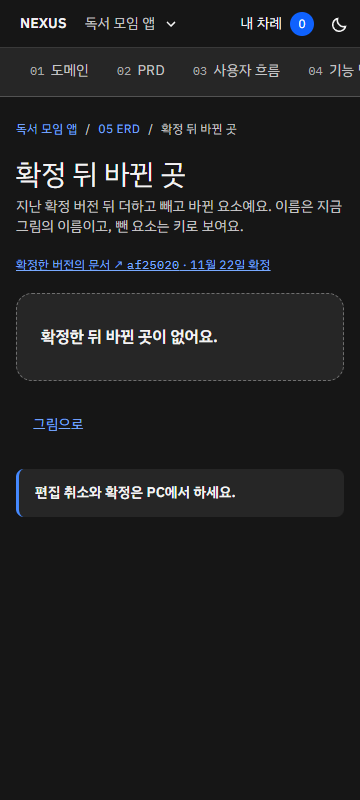 NEXUS 독서 모임 앱 내 차례 0
01 도메인 02 PRD 03 사용자 흐름 04 기능
독서 모임 앱 / 05 ERD / 확정 뒤 바뀐 곳
확정 뒤 바뀐 곳
지난 확정 버전 뒤 더하고 빼고 바뀐 요소예요. 이름은 지금
그림의 이름이고, 뺀 요소는 키로 보여요.
확정한 버전의 문서 ↗ af25020 · 11월 22일 확정
확정한 뒤 바뀐 곳이 없어요.
그림으로
편집 취소와 확정은 PC에서 하세요.